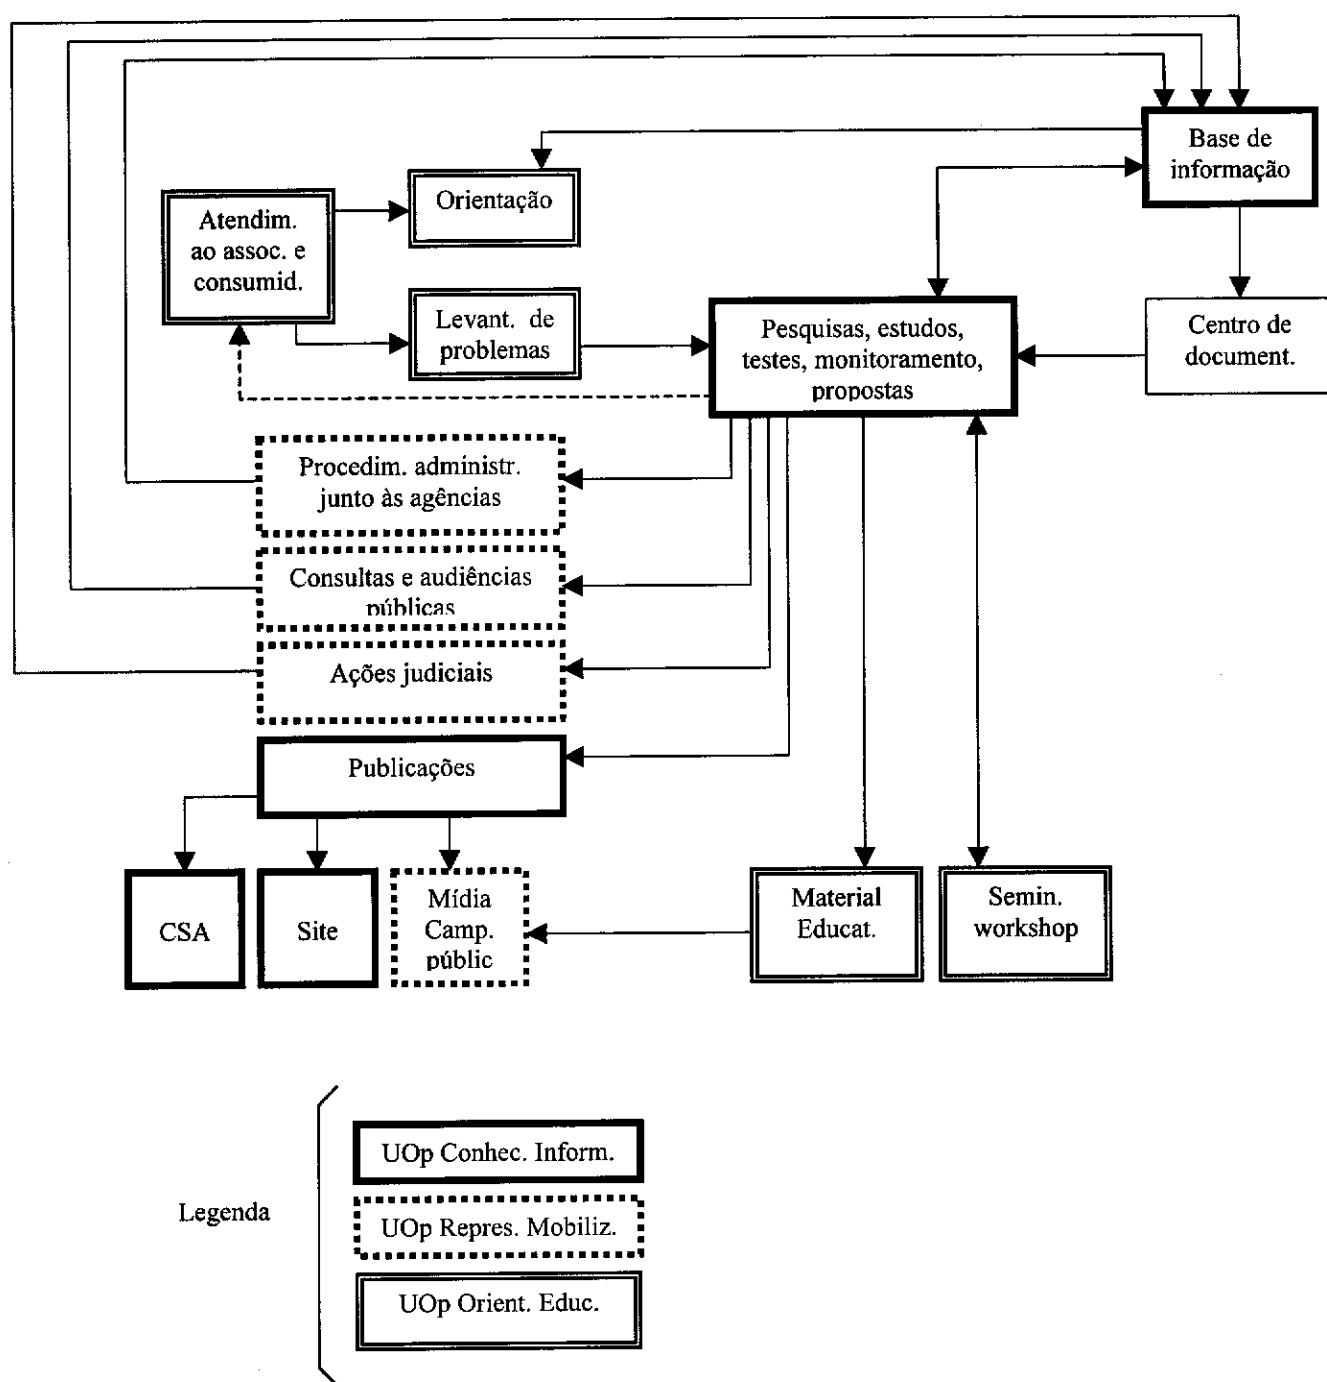 Base de
informação
Orientação
Atendim.
ao assoc. e
consumid.
Levant. de
problemas
Pesquisas, estudos,
testes, monitoramento,
propostas
Centro de
document.
Procedim. administr.
junto às agências
Consultas e audiências
públicas
Ações judiciais
Publicações
CSA
Site
Mídia
Camp.
públic
Material
Educat.
Semin.
workshop
Legenda
UOp Conhec. Inform.
UOp Repres. Mobiliz.
UOp Orient. Educ.